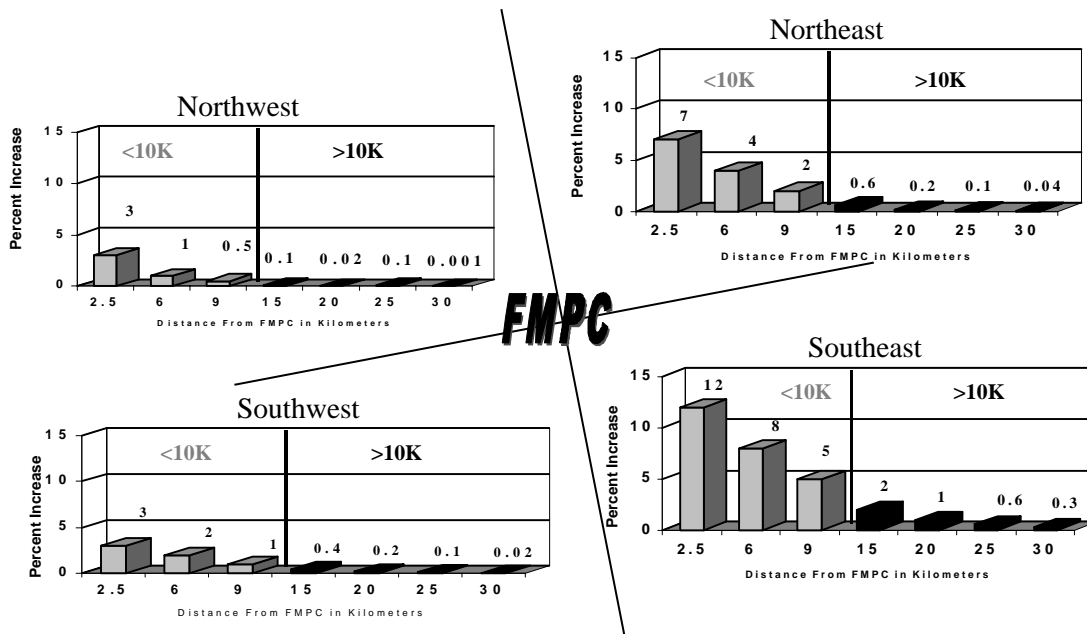 Northwest
Percent Increase
15
10
5
0
<10K
>10K
3
1
0.5
0.1
0.02
0.1
0.001
2.5 6 9 15 20 25 30
Distance From FMPC in Kilometers
Northeast
Percent Increase
15
10
5
0
<10K
>10K
7
4
2
0.6
0.2
0.1
0.04
2.5 6 9 15 20 25 30
Distance From FMPC in Kilometers
FMPC
Southwest
Percent Increase
15
10
5
0
<10K
>10K
3
2
1
0.4
0.2
0.1
0.02
2.5 6 9 15 20 25 30
Distance From FMPC in Kilometers
Southeast
Percent Increase
15
10
5
0
<10K
>10K
12
8
5
2
1
0.6
0.3
2.5 6 9 15 20 25 30
Distance From FMPC in Kilometers